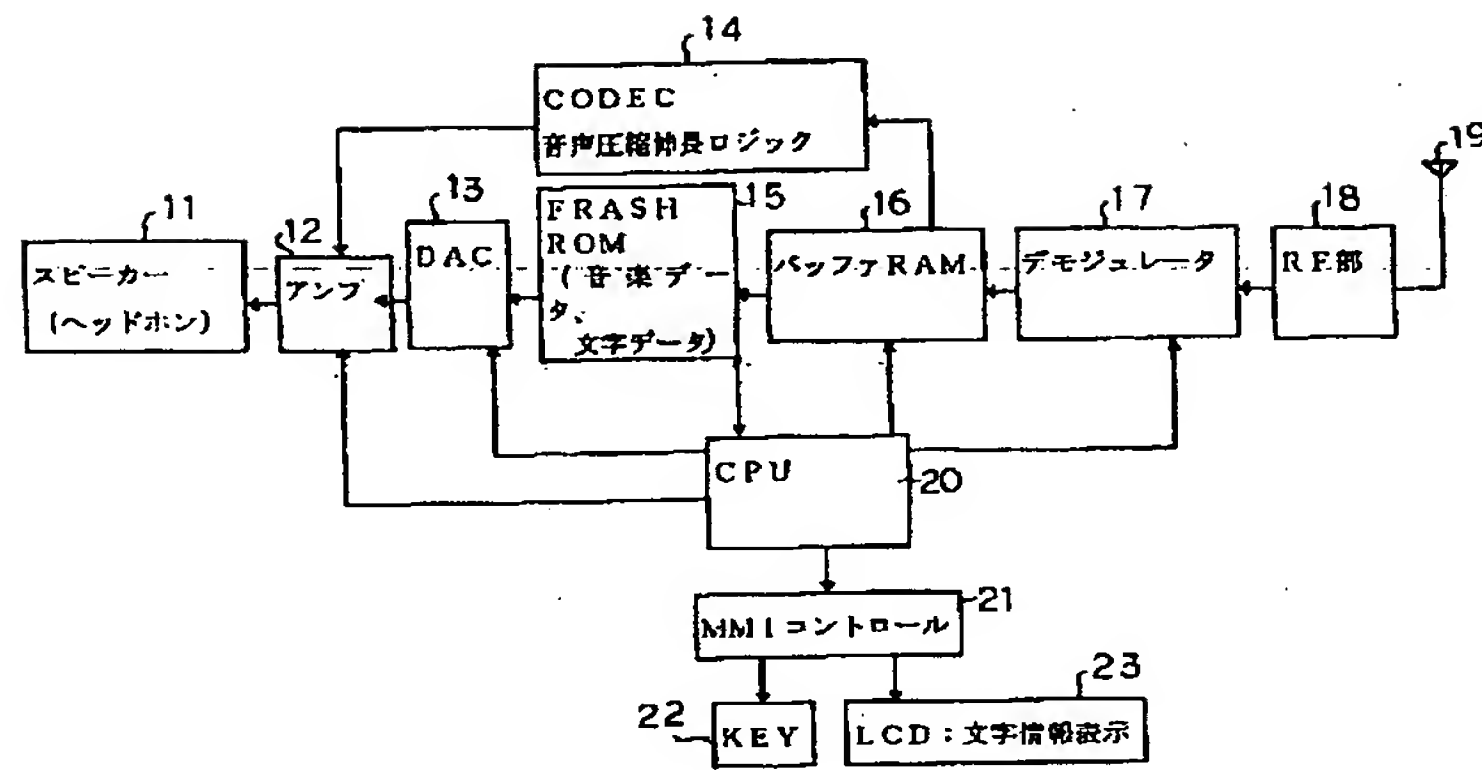 14
CODEC
音声圧縮伸長ロジック
19
11
スピーカー
(ヘッドホン)
12
アンプ
13
DAC
15
FRASH
ROM
(音楽デー
タ、
文字データ)
16
バッファRAM
17
デモジュレータ
18
RF部
CPU
20
21
MMIコントロール
22
KEY
23
LCD:文字情報表示